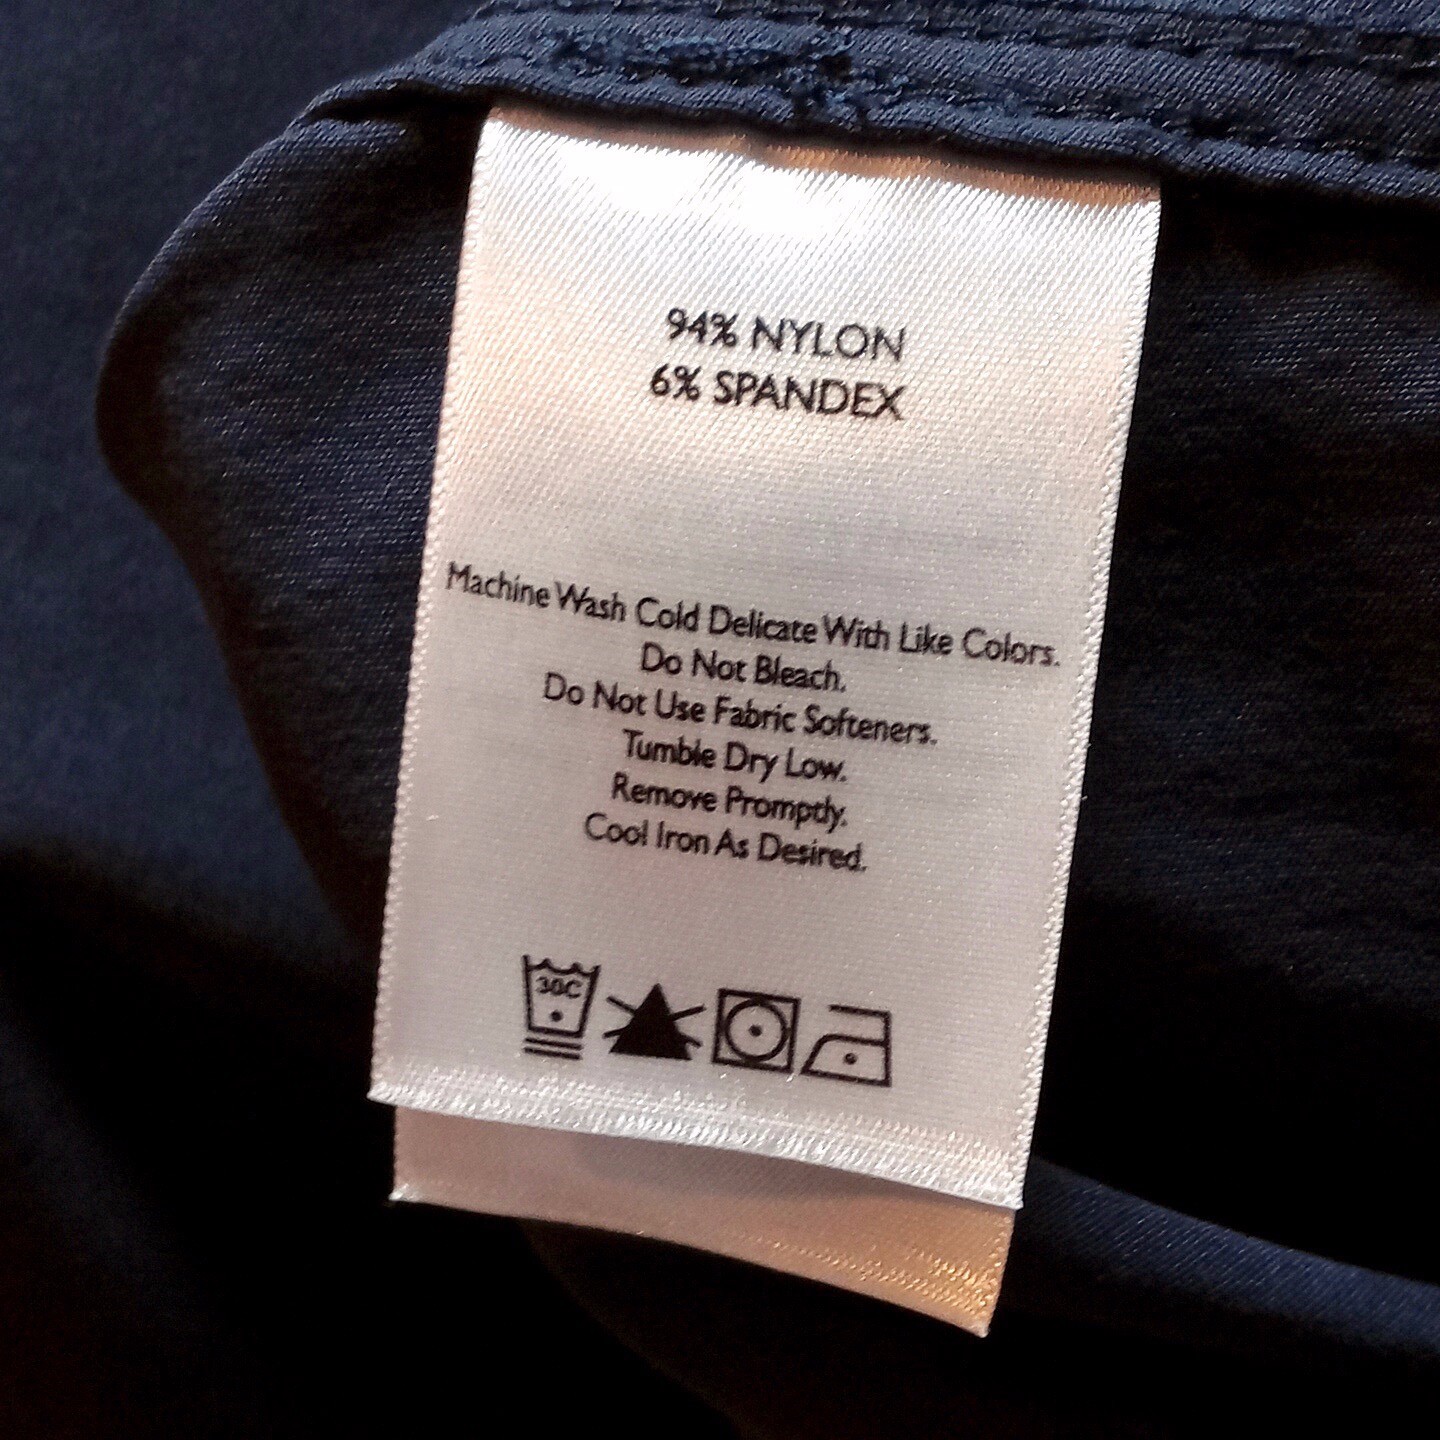 94% NYLON
6% SPANDEX
Machine Wash Cold Delicate With Like Colors.
Do Not Bleach.
Do Not Use Fabric Softeners.
Tumble Dry Low.
Remove Promptly.
Cool Iron As Desired.
30C